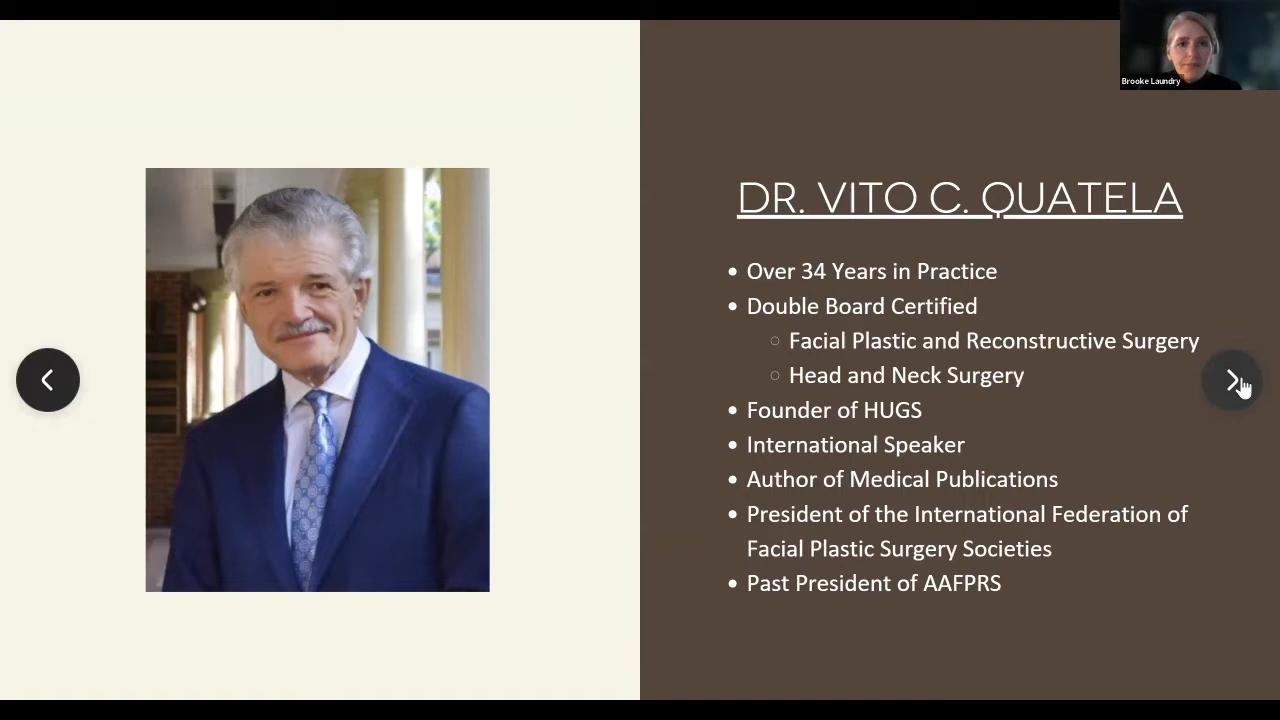 Brooke Laundry
DR. VITO C. QUATELA
• Over 34 Years in Practice
• Double Board Certified
○ Facial Plastic and Reconstructive Surgery
○ Head and Neck Surgery
• Founder of HUGS
• International Speaker
• Author of Medical Publications
• President of the International Federation of
Facial Plastic Surgery Societies
• Past President of AAFPRS